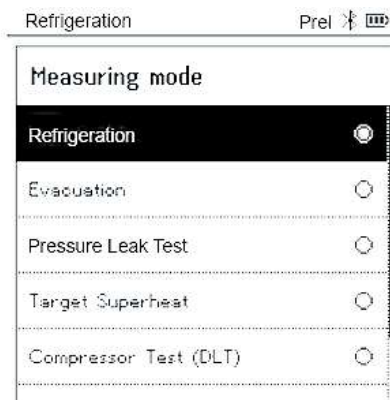 Refrigeration Prel
Measuring mode
Refrigeration
Evacuation
Pressure Leak Test
Target Superheat
Compressor Test (DLT)